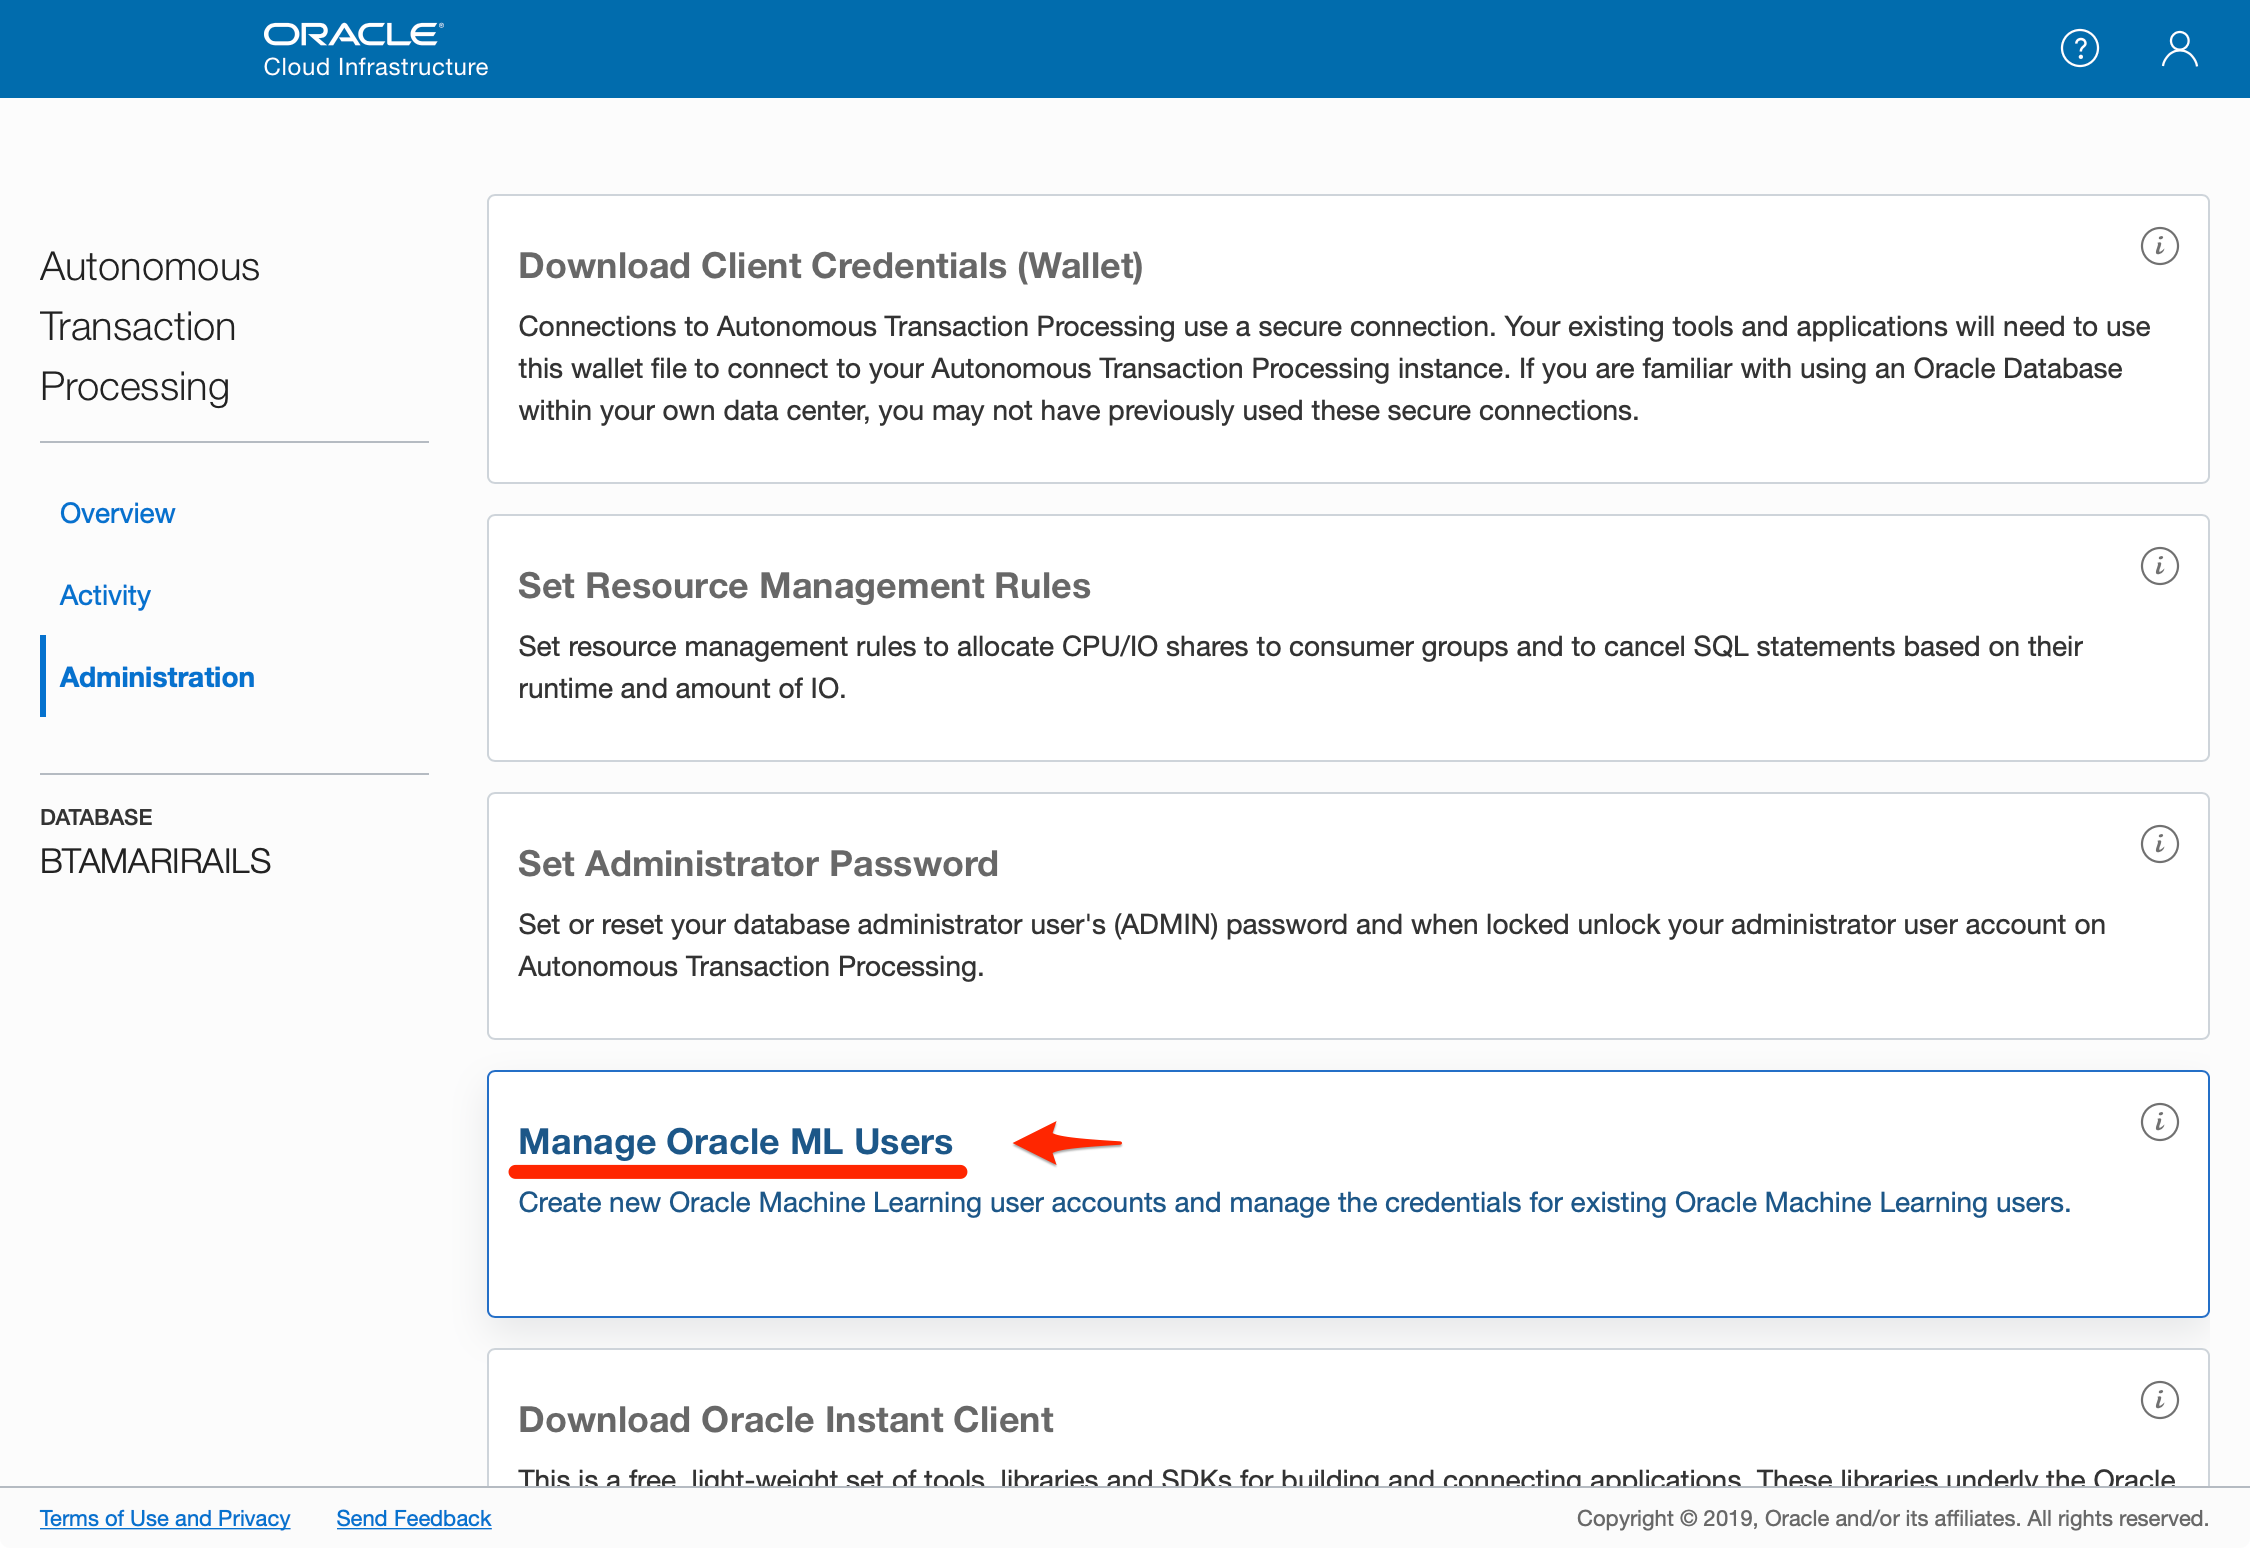 ORACLE®
Cloud Infrastructure
Autonomous
Transaction
Processing
Overview
Activity
Administration
DATABASE
BTAMARIRAILS
Download Client Credentials (Wallet)
Connections to Autonomous Transaction Processing use a secure connection. Your existing tools and applications will need to use
this wallet file to connect to your Autonomous Transaction Processing instance. If you are familiar with using an Oracle Database
within your own data center, you may not have previously used these secure connections.
Set Resource Management Rules
Set resource management rules to allocate CPU/IO shares to consumer groups and to cancel SQL statements based on their
runtime and amount of IO.
Set Administrator Password
Set or reset your database administrator user's (ADMIN) password and when locked unlock your administrator user account on
Autonomous Transaction Processing.
Manage Oracle ML Users
Create new Oracle Machine Learning user accounts and manage the credentials for existing Oracle Machine Learning users.
Download Oracle Instant Client
This is a free, light-weight set of tools, libraries and SDKs for building and connecting applications. These libraries underly the Oracle
Terms of Use and Privacy
Send Feedback
Copyright © 2019, Oracle and/or its affiliates. All rights reserved.